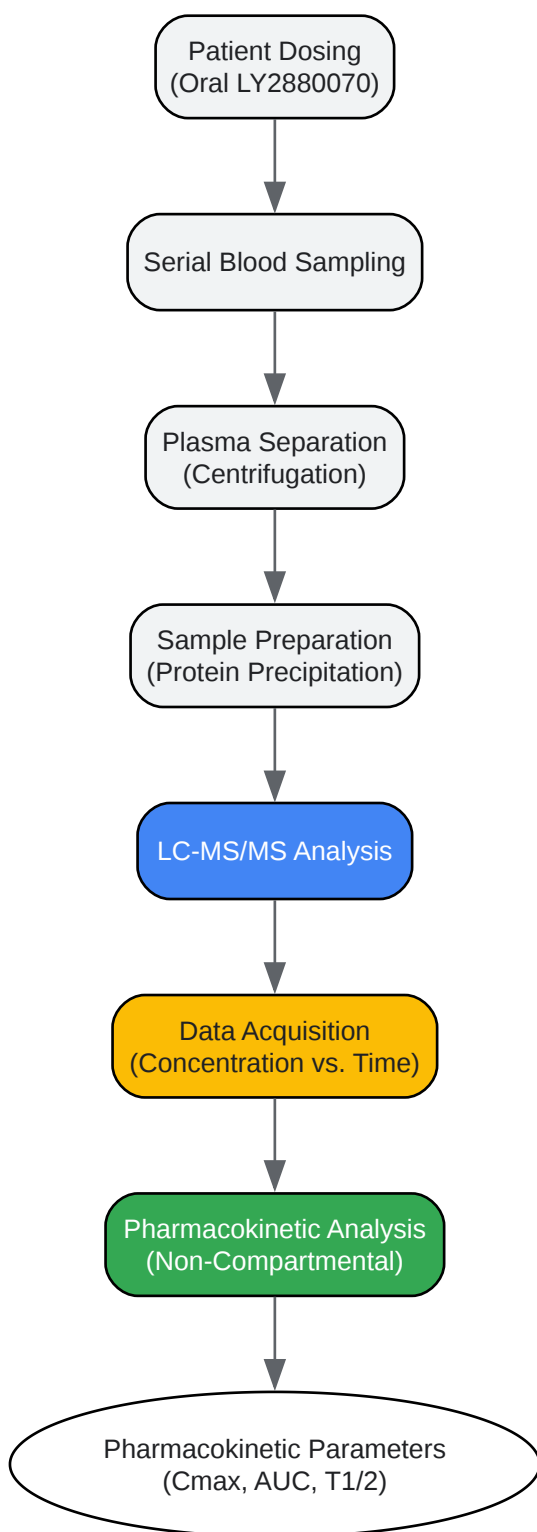 Patient Dosing
(Oral LY2880070)
Serial Blood Sampling
Plasma Separation
(Centrifugation)
Sample Preparation
(Protein Precipitation)
LC-MS/MS Analysis
Data Acquisition
(Concentration vs. Time)
Pharmacokinetic Analysis
(Non-Compartmental)
Pharmacokinetic Parameters
(Cmax, AUC, T1/2)